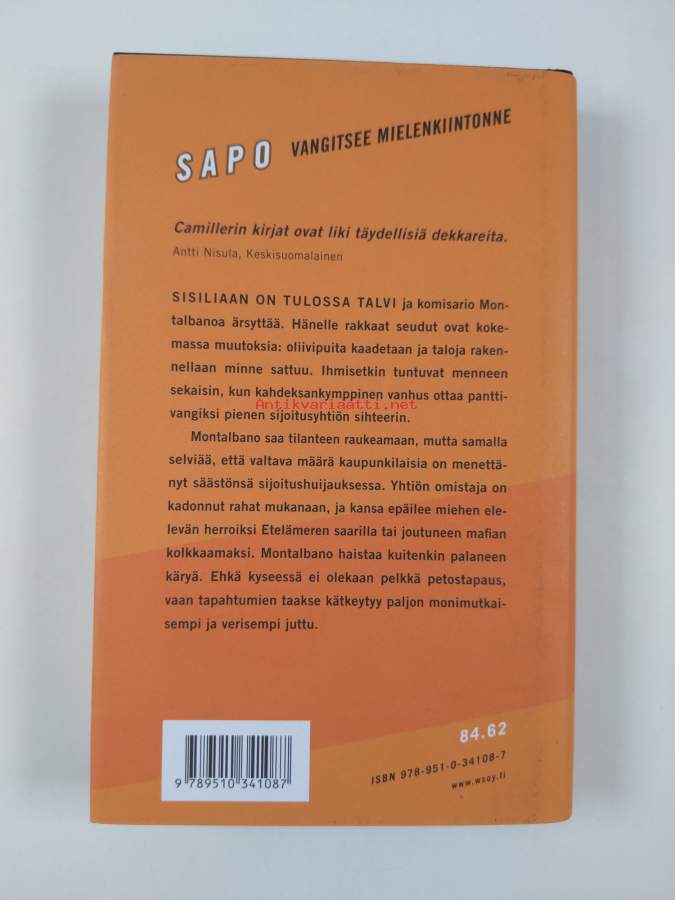 SAPO VANGITSEE MIELENKIINTONNE
Camillerin kirjat ovat liki täydellisiä dekkareita.
Antti Nisula, Keskisuomalainen
SISILIAAN ON TULOSSA TALVI ja komisario Mon-
talbanoa ärsyttää. Hänelle rakkaat seudut ovat koke-
massa muutoksia: oliivipuita kaadetaan ja taloja raken-
nellaan minne sattuu. Ihmisetkin tuntuvat menneen
sekaisin, kun kahdeksankymppinen vanhus ottaa pantti-
Antikvariaatti.net
vangiksi pienen sijoitusyhtiön sihteerin.
Montalbano saa tilanteen raukeamaan, mutta samalla
selviää, että valtava määrä kaupunkilaisia on menettä-
nyt säästönsä sijoitushuijauksessa. Yhtiön omistaja on
kadonnut rahat mukanaan, ja kansa epäilee miehen ele-
levän herroiksi Etelämeren saarilla tai joutuneen mafian
kolkkaamaksi. Montalbano haistaa kuitenkin palaneen
käryä. Ehkä kyseessä ei olekaan pelkkä petostapaus,
vaan tapahtumien taakse kätkeytyy paljon monimutkai-
sempi ja verisempi juttu.
84.62
ISBN 978-951-0-34108-7
www.wsoy.fi
9 789510 341087